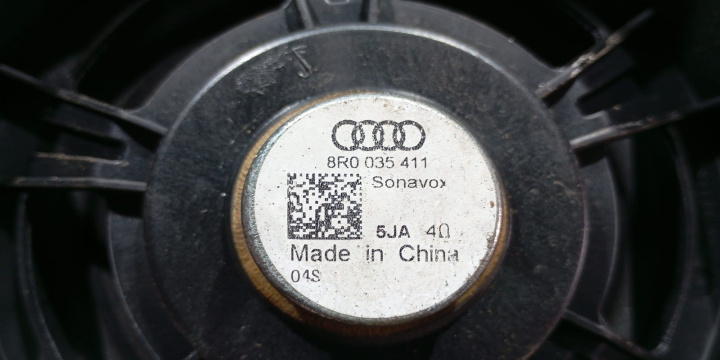 8R0 035 411
Sonavox
5JA 4Ω
Made in China
04S